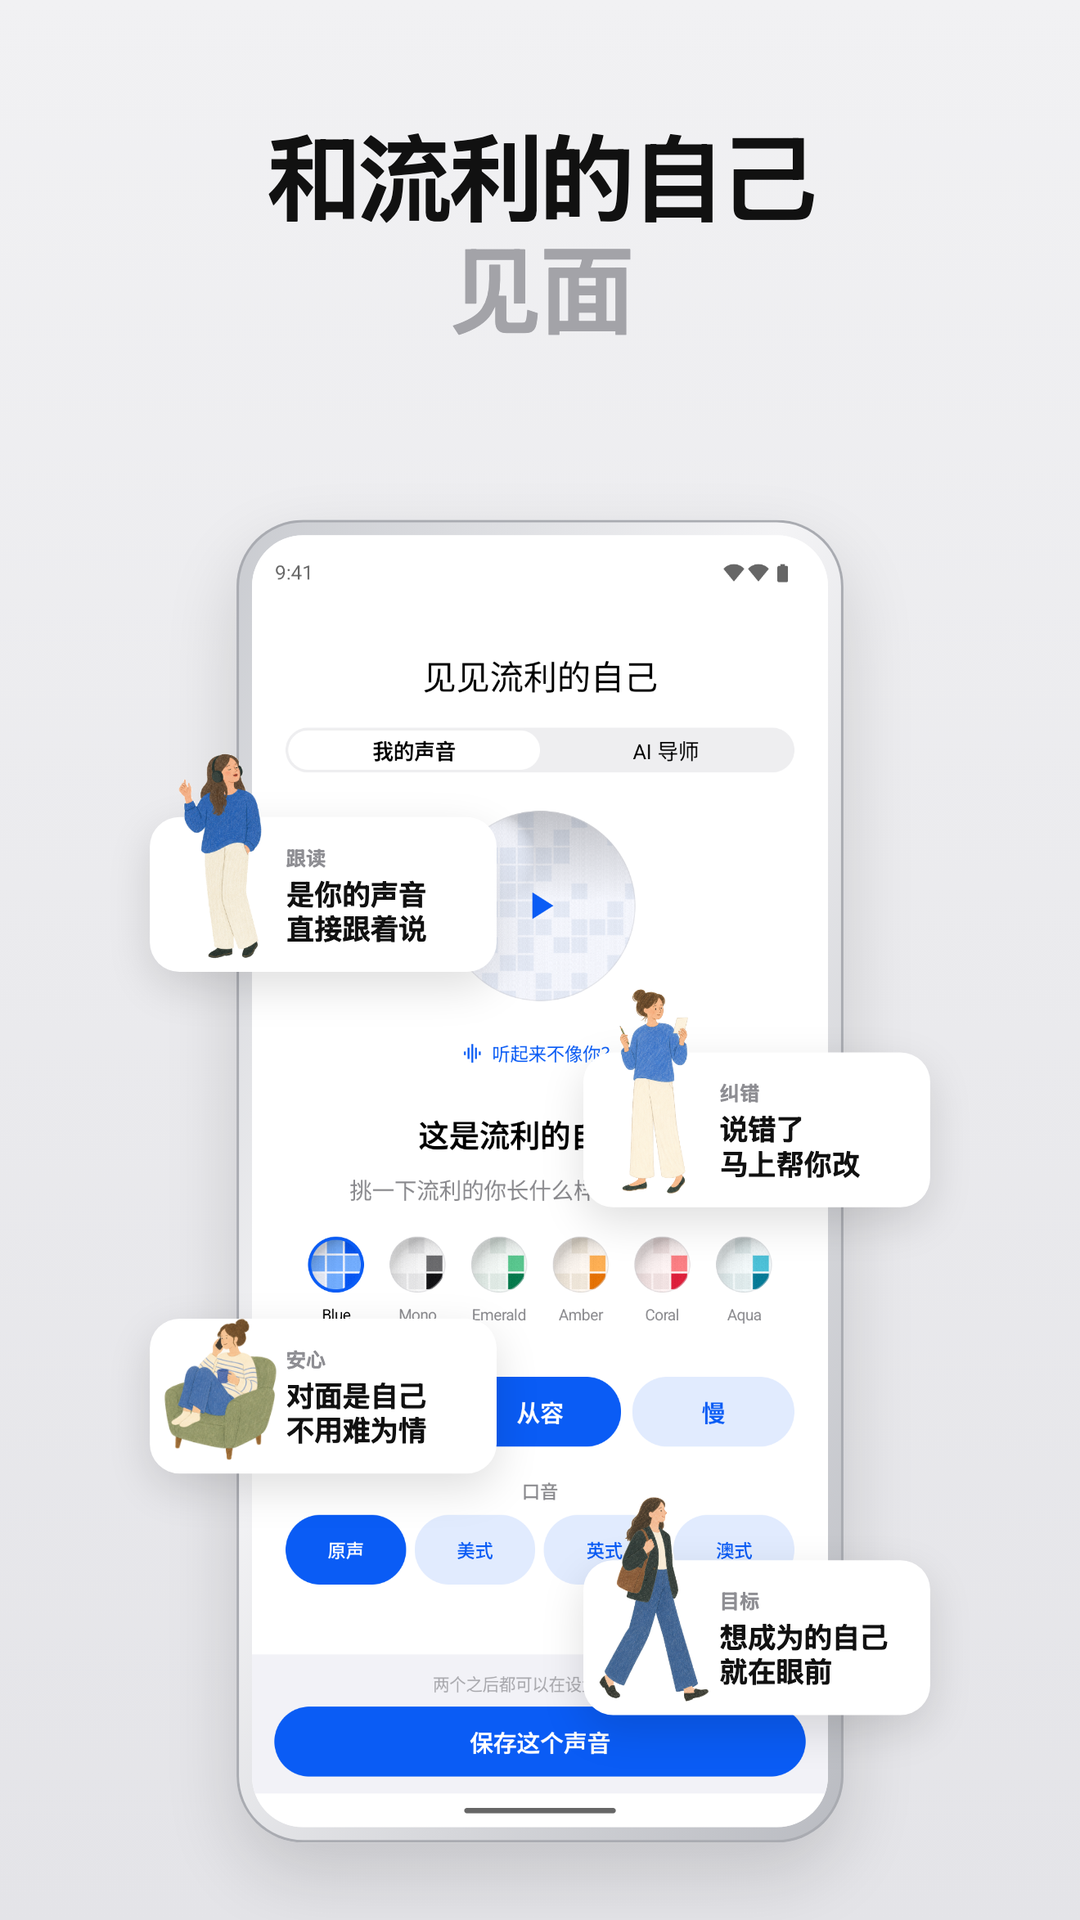 和流利的自己
见面
9:41
见见流利的自己
我的声音
AI 导师
跟读
是你的声音
直接跟着说
听起来不像你?
纠错
说错了
马上帮你改
这是流利的
挑一下流利的你长什么样
Blue
Mono
Emerald
Amber
Coral
Aqua
安心
对面是自己
不用难为情
从容
慢
口音
原声
美式
英式
澳式
目标
想成为的自己
就在眼前
两个之后都可以在设
保存这个声音